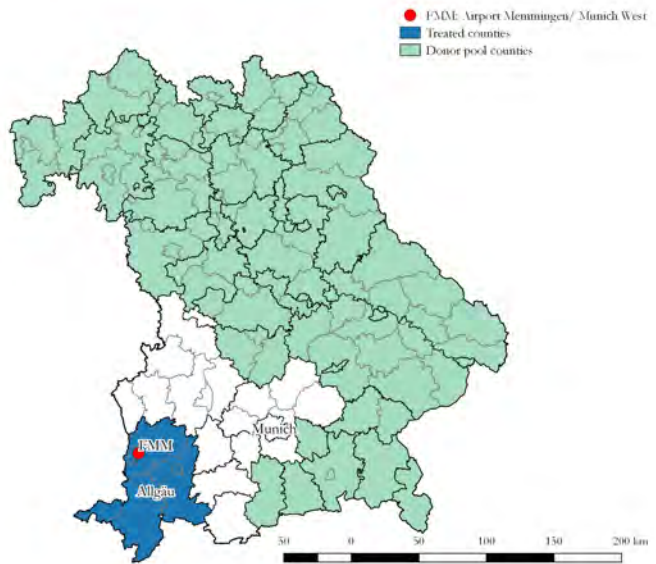 FMM: Airport Memmingen/ Munich West
Treated counties
Donor pool counties
Munich
FMM
Allgäu
50 0 50 100 150 200 km